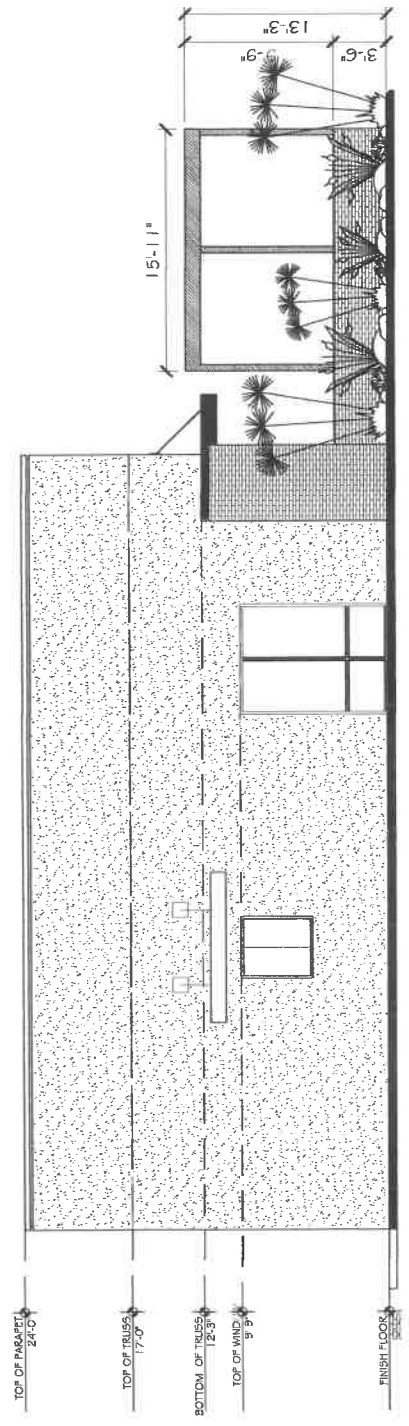 TOP OF PARAPET
24'-0"
TOP OF TRUSS
17'-0"
BOTTOM OF TRUSS
12'-3"
TOP OF WIND.
9'-9"
FINISH FLOOR
15'-11"
13'-3"
9'-9"
3'-6"